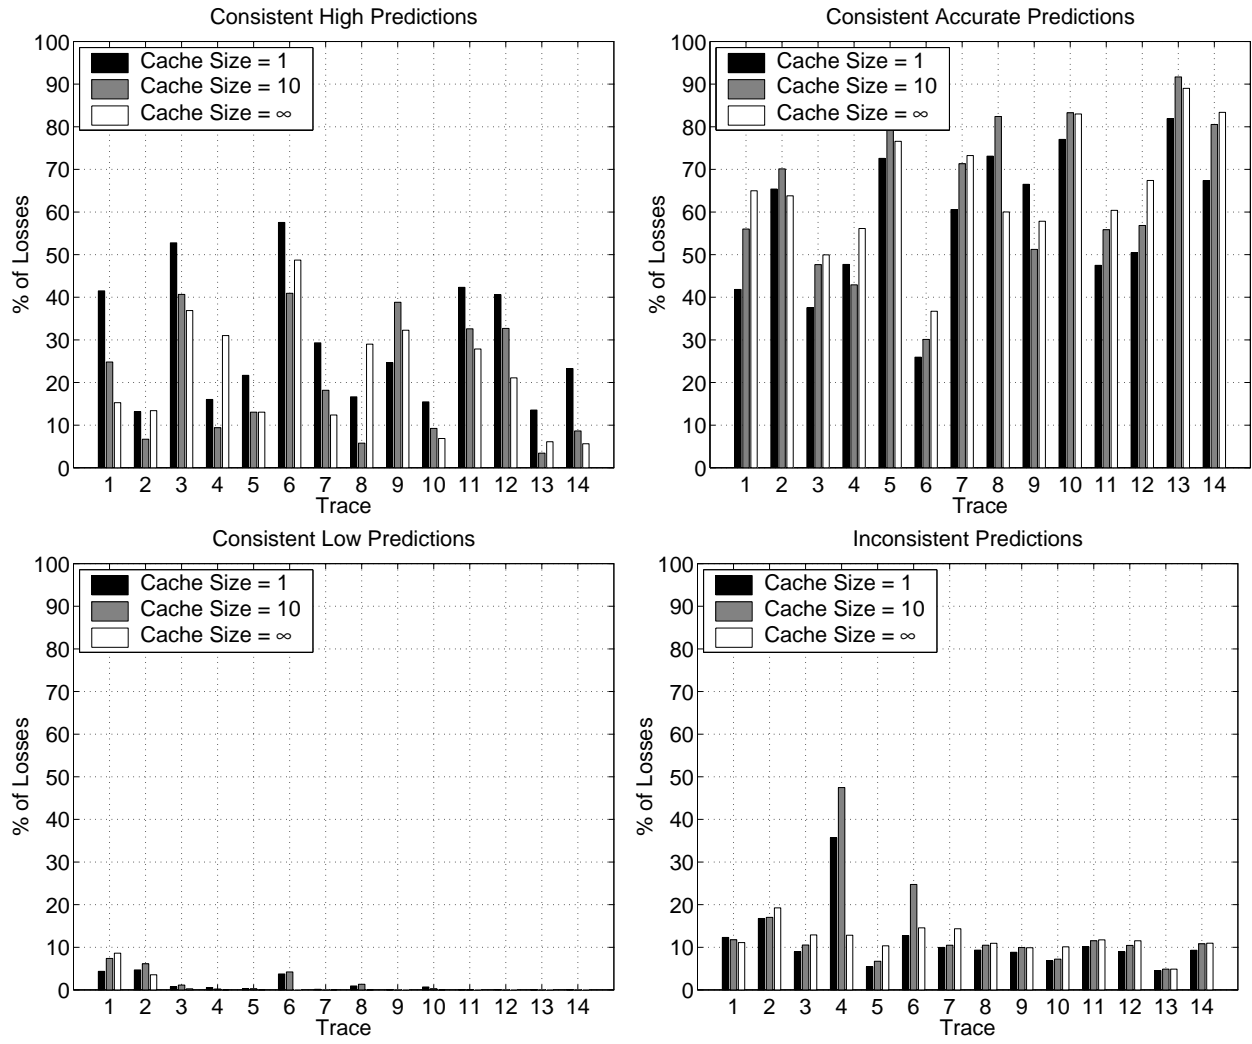 Consistent High Predictions
Cache Size = 1
Cache Size = 10
Cache Size = ∞
100
90
80
70
60
50
40
30
20
10
0
% of Losses
1 2 3 4 5 6 7 8 9 10 11 12 13 14
Trace
Consistent Accurate Predictions
Cache Size = 1
Cache Size = 10
Cache Size = ∞
100
90
80
70
60
50
40
30
20
10
0
% of Losses
1 2 3 4 5 6 7 8 9 10 11 12 13 14
Trace
Consistent Low Predictions
Cache Size = 1
Cache Size = 10
Cache Size = ∞
100
90
80
70
60
50
40
30
20
10
0
% of Losses
1 2 3 4 5 6 7 8 9 10 11 12 13 14
Trace
Inconsistent Predictions
Cache Size = 1
Cache Size = 10
Cache Size = ∞
100
90
80
70
60
50
40
30
20
10
0
% of Losses
1 2 3 4 5 6 7 8 9 10 11 12 13 14
Trace